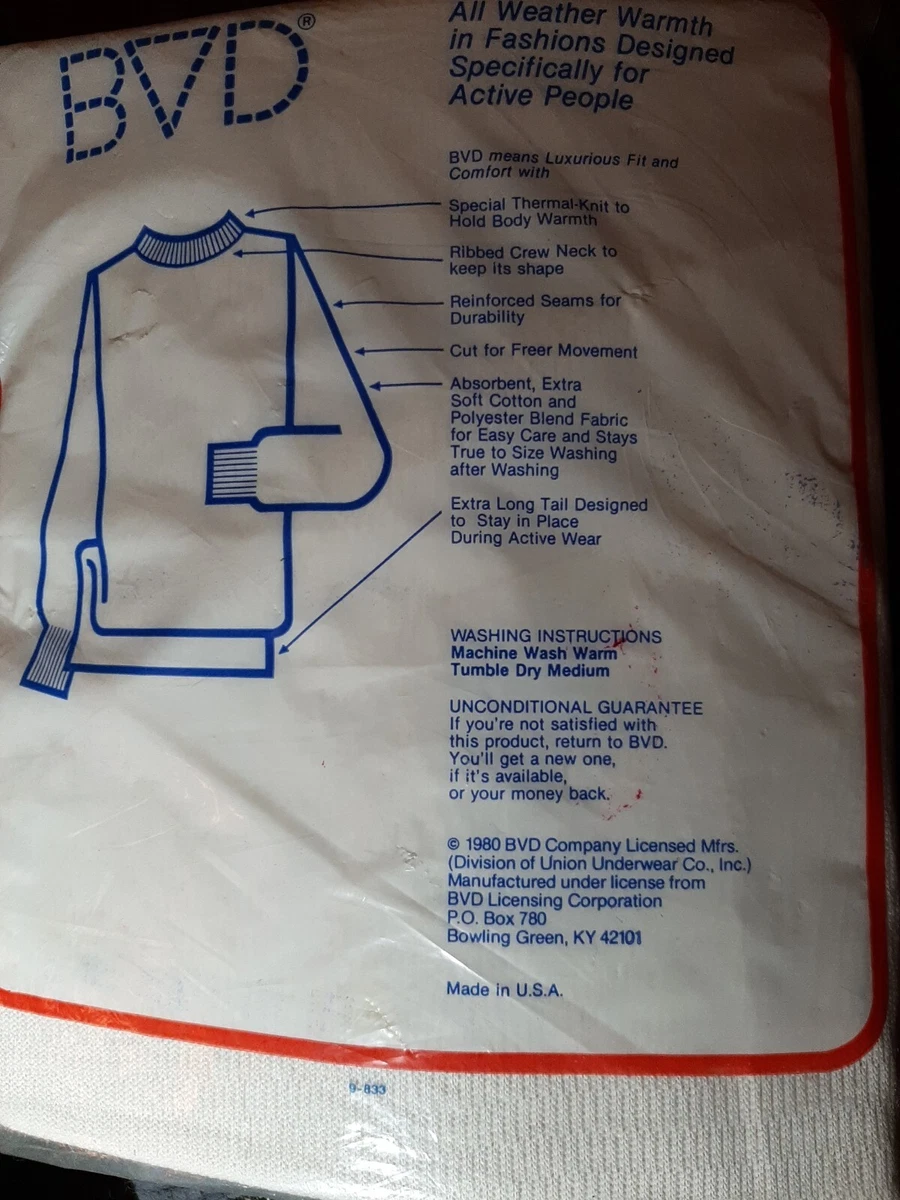 BVD®
All Weather Warmth
in Fashions Designed
Specifically for
Active People
BVD means Luxurious Fit and
Comfort with
Special Thermal-Knit to
Hold Body Warmth
Ribbed Crew Neck to
keep its shape
Reinforced Seams for
Durability
Cut for Freer Movement
Absorbent, Extra
Soft Cotton and
Polyester Blend Fabric
for Easy Care and Stays
True to Size Washing
after Washing
Extra Long Tail Designed
to Stay in Place
During Active Wear
WASHING INSTRUCTIONS
Machine Wash Warm
Tumble Dry Medium
UNCONDITIONAL GUARANTEE
If you're not satisfied with
this product, return to BVD.
You'll get a new one,
if it's available,
or your money back.
© 1980 BVD Company Licensed Mfrs.
(Division of Union Underwear Co., Inc.)
Manufactured under license from
BVD Licensing Corporation
P.O. Box 780
Bowling Green, KY 42101
Made in U.S.A.
9-833